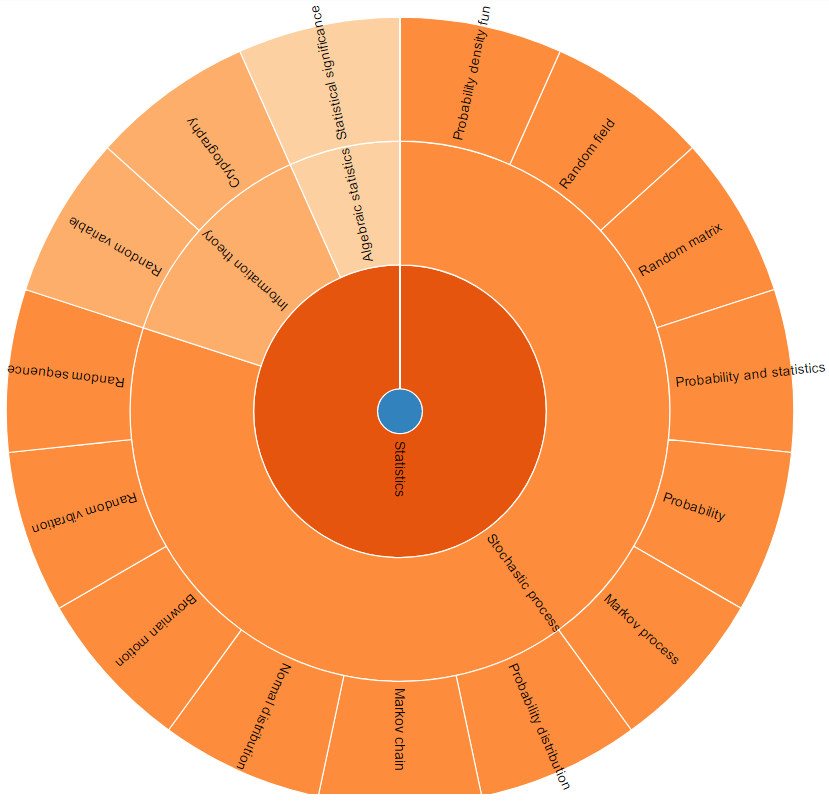 Statistics
Stochastic process
Information theory
Algebraic statistics
Probability density fun
Random field
Random matrix
Probability and statistics
Probability
Markov process
Probability distribution
Markov chain
Normal distribution
Brownian motion
Random vibration
Random sequence
Random variable
Cryptography
Statistical significance